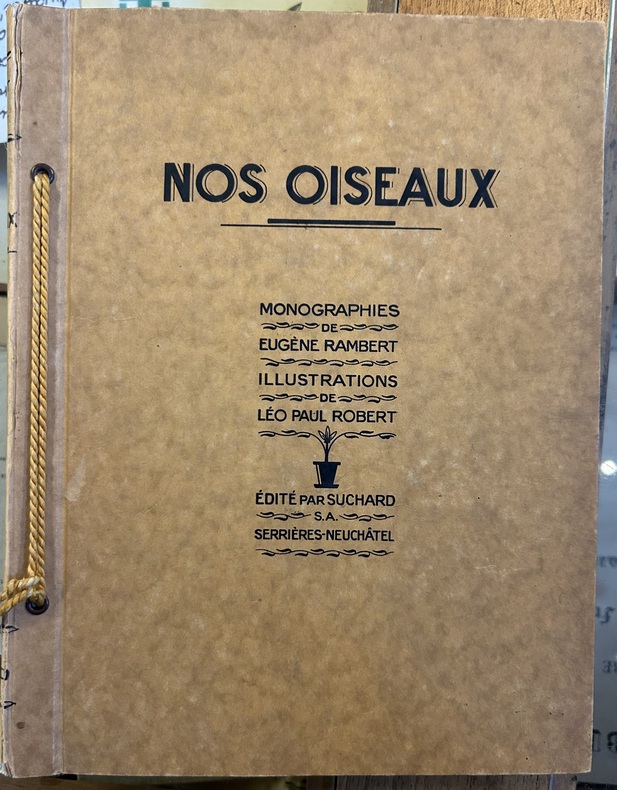 NOS OISEAUX
MONOGRAPHIES
DE
EUGÈNE RAMBERT
ILLUSTRATIONS
DE
LÉO PAUL ROBERT
ÉDITÉ PAR SUCHARD
S.A.
SERRIÈRES-NEUCHÂTEL